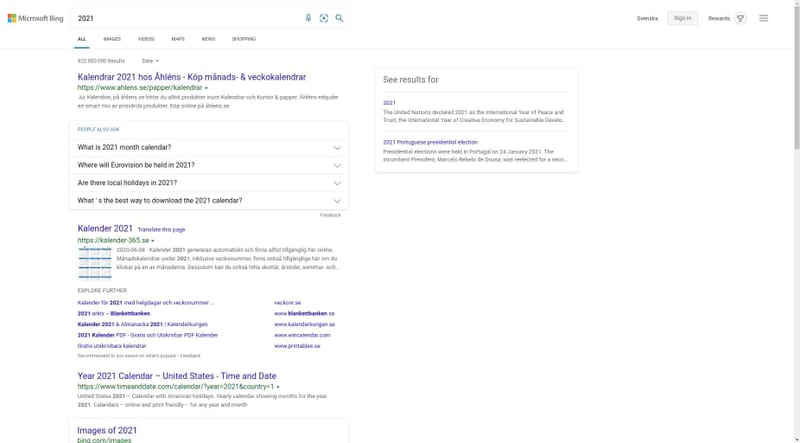 Microsoft Bing
2021
Svenska
Sign in
Rewards
ALL IMAGES VIDEOS MAPS NEWS SHOPPING
922 000 000 Results Date
Kalendrar 2021 hos Åhléns - Köp månads- & veckokalendrar
https://www.ahlens.se/papper/kalendrar
Ad Kalendrar, på åhlens.se hittar du alltid produkter inom Kalendrar och Kontor & papper. Åhléns erbjuder
en smart mix av prisvärda produkter. Köp online på åhlens.se
PEOPLE ALSO ASK
What is 2021 month calendar?
Where will Eurovision be held in 2021?
Are there local holidays in 2021?
What ' s the best way to download the 2021 calendar?
Feedback
Kalender 2021 Translate this page
https://kalender-365.se
2020-06-08 · Kalender 2021 genereras automatiskt och finns alltid tillgänglig här online.
Månadskalendrar under 2021, inklusive veckonummer, finns också tillgängliga här om du
klickar på en av månaderna. Dessutom kan du också hitta skottår, årstider, sommar- och...
EXPLORE FURTHER
Kalender för 2021 med helgdagar och veckonummer ... veckonr.se
2021-arkiv – Blankettbanken www.blankettbanken.se
Kalender 2021 & Almanacka 2021 | Kalenderkungen www.kalenderkungen.se
2021 Kalender PDF - Gratis och Utskrivbar PDF Kalender www.wincalendar.com
Gratis utskrivbara kalendrar www.printables.se
Recommended to you based on what's popular • Feedback
Year 2021 Calendar – United States - Time and Date
https://www.timeanddate.com/calendar/?year=2021&country=1
United States 2021 – Calendar with American holidays. Yearly calendar showing months for the year
2021. Calendars – online and print friendly – for any year and month
Images of 2021
bing.com/images
See results for
2021
The United Nations declared 2021 as the International Year of Peace and
Trust, the International Year of Creative Economy for Sustainable Develo...
2021 Portuguese presidential election
Presidential elections were held in Portugal on 24 January 2021. The
incumbent President, Marcelo Rebelo de Sousa, was reelected for a seco...